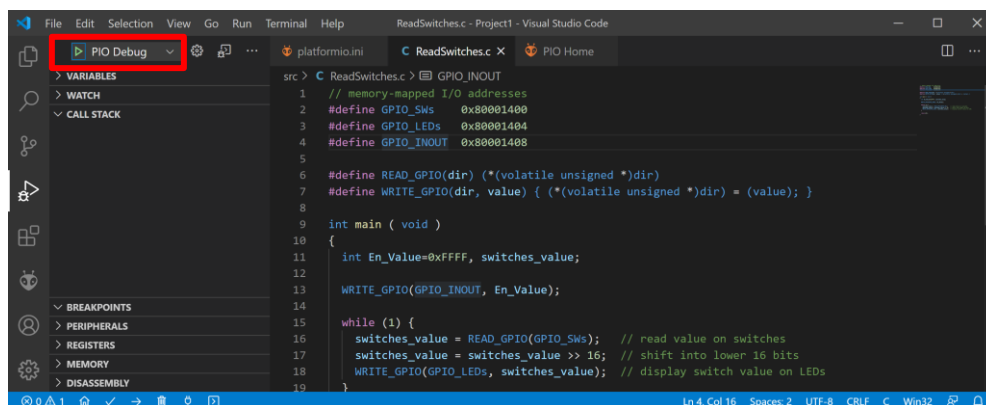 File Edit Selection View Go Run Terminal Help ReadSwitches.c - Project1 - Visual Studio Code
PIO Debug
platformio.ini C ReadSwitches.c PIO Home
VARIABLES
WATCH
CALL STACK
BREAKPOINTS
PERIPHERALS
REGISTERS
MEMORY
DISASSEMBLY
src > C ReadSwitches.c > GPIO_INOUT
1 // memory-mapped I/O addresses
2 #define GPIO_SWs 0x80001400
3 #define GPIO_LEDs 0x80001404
4 #define GPIO_INOUT 0x80001408
5
6 #define READ_GPIO(dir) (*(volatile unsigned *)dir)
7 #define WRITE_GPIO(dir, value) { (*(volatile unsigned *)dir) = (value); }
8
9 int main ( void )
10 {
11 int En_Value=0xFFFF, switches_value;
12
13 WRITE_GPIO(GPIO_INOUT, En_Value);
14
15 while (1) {
16 switches_value = READ_GPIO(GPIO_SWs); // read value on switches
17 switches_value = switches_value >> 16; // shift into lower 16 bits
18 WRITE_GPIO(GPIO_LEDs, switches_value); // display switch value on LEDs
19 }
0 1 Ln 4, Col 16 Spaces: 2 UTF-8 CRLF C Win32